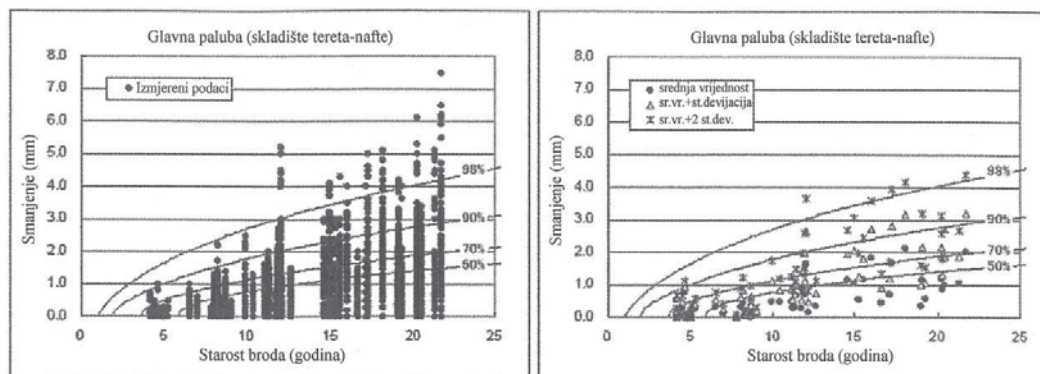 Glavna paluba (skladište tereta-nafte)
8.0
7.0
6.0
5.0
4.0
3.0
2.0
1.0
0.0
Smanjenje (mm)
Izmjereni podaci
98%
90%
70%
50%
0 5 10 15 20 25
Starost broda (godina)
Glavna paluba (skladište tereta-nafte)
8.0
7.0
6.0
5.0
4.0
3.0
2.0
1.0
0.0
Smanjenje (mm)
srednja vrijednost
sr.vr.+st.devijacija
sr.vr.+2 st.dev.
98%
90%
70%
50%
0 5 10 15 20 25
Starost broda (godina)